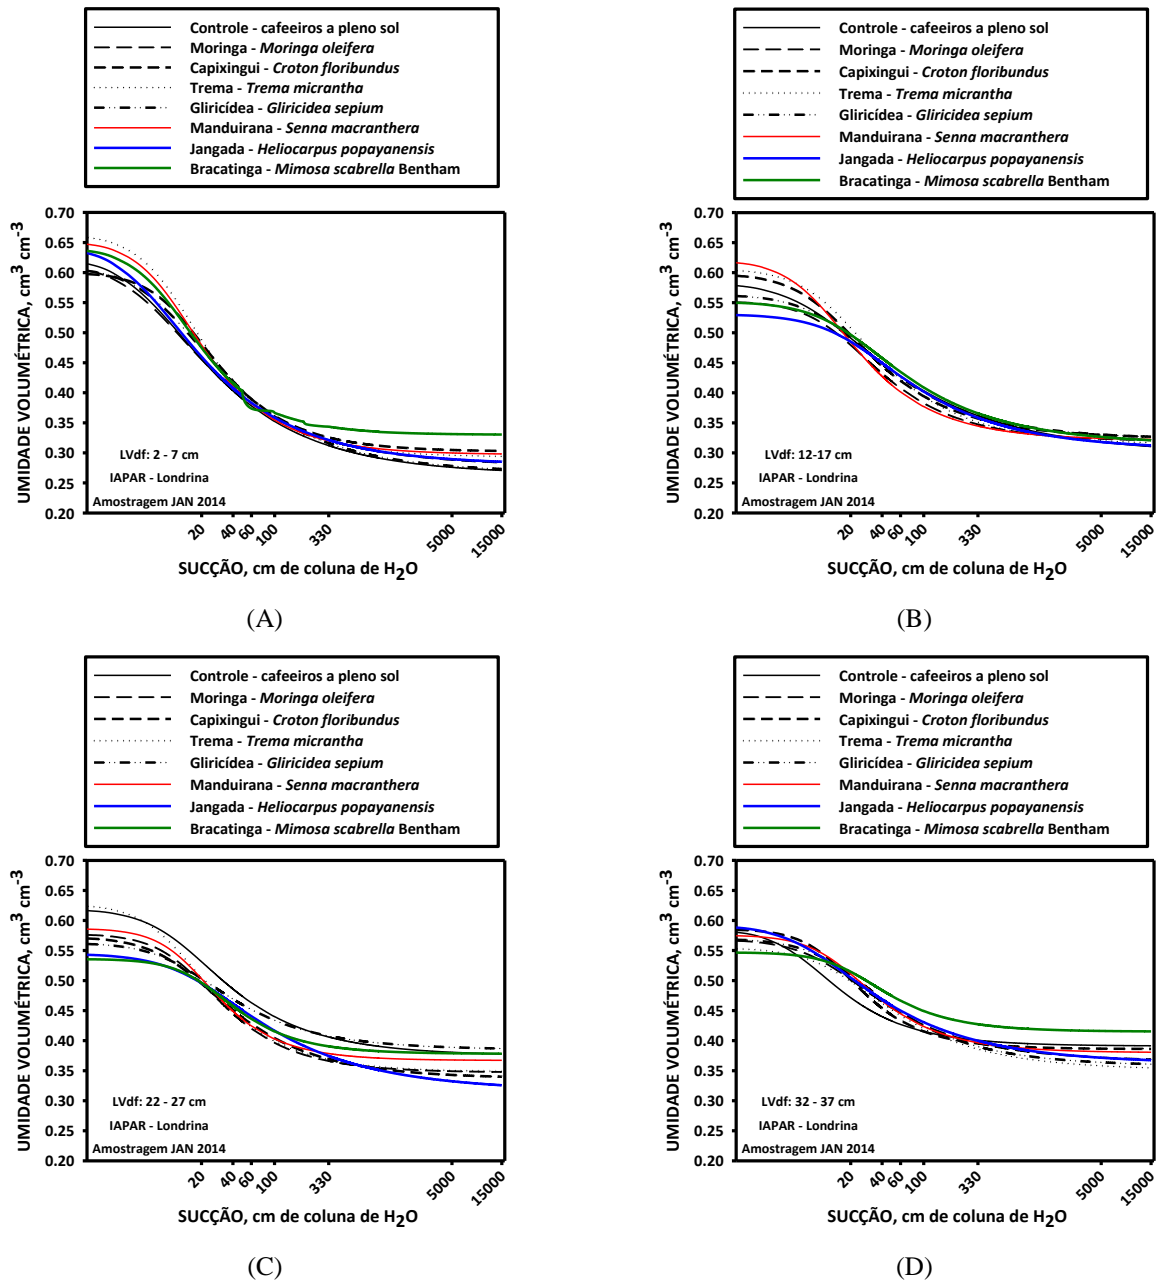 Controle - cafeeiros a pleno sol
Moringa - Moringa oleifera
Capixingui - Croton floribundus
Trema - Trema micrantha
Gliricídea - Gliricidea sepium
Manduirana - Senna macranthera
Jangada - Heliocarpus popayanensis
Bracatinga - Mimosa scabrella Bentham
UMIDADE VOLUMÉTRICA, cm³ cm⁻³
0.70
0.65
0.60
0.55
0.50
0.45
0.40
0.35
0.30
0.25
0.20
LVdf: 2 - 7 cm
IAPAR - Londrina
Amostragem JAN 2014
20 40 60 100 330 5000 15000
SUCÇÃO, cm de coluna de H₂O
(A)
Controle - cafeeiros a pleno sol
Moringa - Moringa oleifera
Capixingui - Croton floribundus
Trema - Trema micrantha
Gliricídea - Gliricidea sepium
Manduirana - Senna macranthera
Jangada - Heliocarpus popayanensis
Bracatinga - Mimosa scabrella Bentham
UMIDADE VOLUMÉTRICA, cm³ cm⁻³
0.70
0.65
0.60
0.55
0.50
0.45
0.40
0.35
0.30
0.25
0.20
LVdf: 12-17 cm
IAPAR - Londrina
Amostragem JAN 2014
20 40 60 100 330 5000 15000
SUCÇÃO, cm de coluna de H₂O
(B)
Controle - cafeeiros a pleno sol
Moringa - Moringa oleifera
Capixingui - Croton floribundus
Trema - Trema micrantha
Gliricídea - Gliricidea sepium
Manduirana - Senna macranthera
Jangada - Heliocarpus popayanensis
Bracatinga - Mimosa scabrella Bentham
UMIDADE VOLUMÉTRICA, cm³ cm⁻³
0.70
0.65
0.60
0.55
0.50
0.45
0.40
0.35
0.30
0.25
0.20
LVdf: 22 - 27 cm
IAPAR - Londrina
Amostragem JAN 2014
20 40 60 100 330 5000 15000
SUCÇÃO, cm de coluna de H₂O
(C)
Controle - cafeeiros a pleno sol
Moringa - Moringa oleifera
Capixingui - Croton floribundus
Trema - Trema micrantha
Gliricídea - Gliricidea sepium
Manduirana - Senna macranthera
Jangada - Heliocarpus popayanensis
Bracatinga - Mimosa scabrella Bentham
UMIDADE VOLUMÉTRICA, cm³ cm⁻³
0.70
0.65
0.60
0.55
0.50
0.45
0.40
0.35
0.30
0.25
0.20
LVdf: 32 - 37 cm
IAPAR - Londrina
Amostragem JAN 2014
20 40 60 100 330 5000 15000
SUCÇÃO, cm de coluna de H₂O
(D)